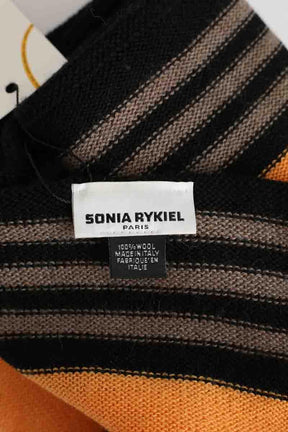 SONIA RYKIEL
PARIS
100% WOOL
MADE IN ITALY
FABRIQUÉ EN
ITALIE